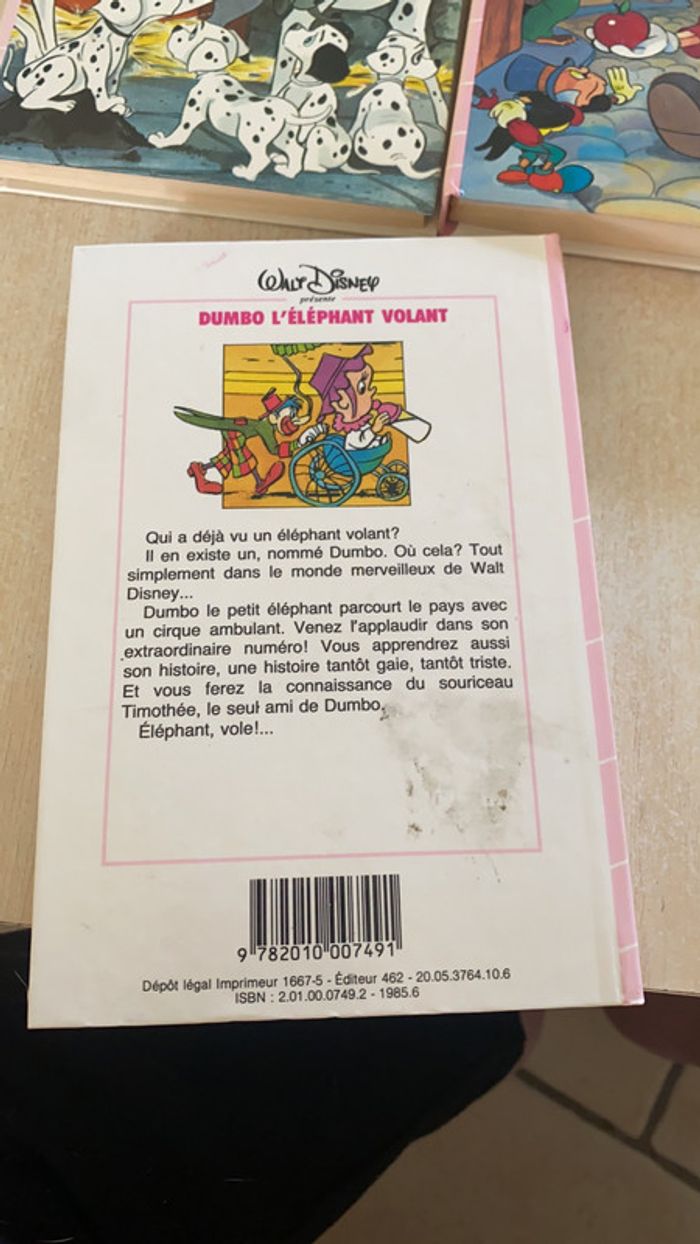 WALT DISNEY
présente
DUMBO L'ÉLÉPHANT VOLANT
Qui a déjà vu un éléphant volant?
Il en existe un, nommé Dumbo. Où cela? Tout
simplement dans le monde merveilleux de Walt
Disney...
Dumbo le petit éléphant parcourt le pays avec
un cirque ambulant. Venez l'applaudir dans son
extraordinaire numéro! Vous apprendrez aussi
son histoire, une histoire tantôt gaie, tantôt triste.
Et vous ferez la connaissance du souriceau
Timothée, le seul ami de Dumbo.
Éléphant, vole!...
9 782010 007491
Dépôt légal Imprimeur 1667-5 - Éditeur 462 - 20.05.3764.10.6
ISBN : 2.01.00.0749.2 - 1985.6